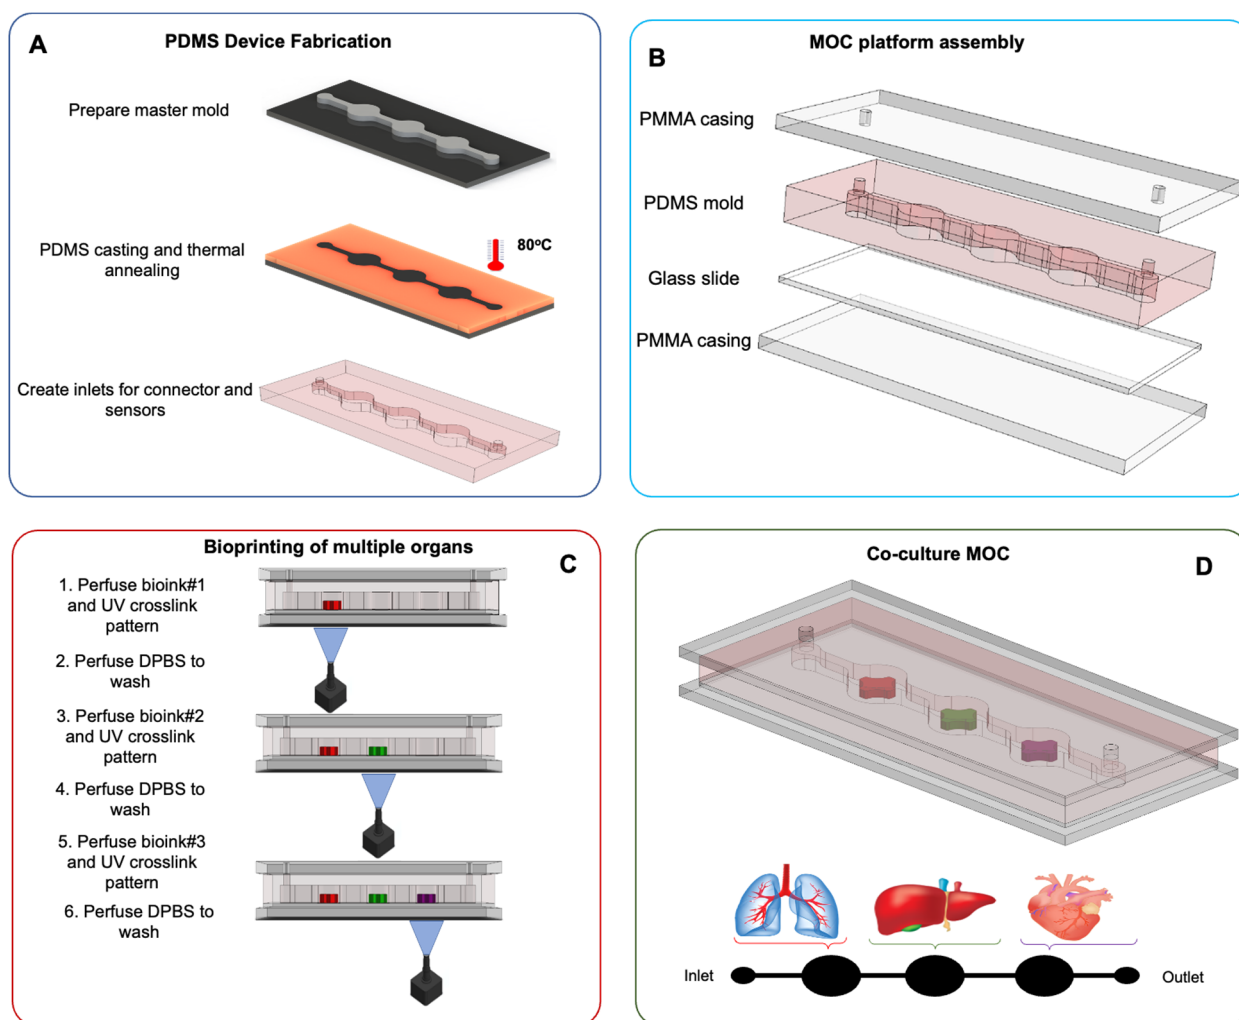 A
PDMS Device Fabrication
Prepare master mold
PDMS casting and thermal
annealing
80°C
Create inlets for connector and
sensors
B
MOC platform assembly
PMMA casing
PDMS mold
Glass slide
PMMA casing
Bioprinting of multiple organs
C
1. Perfuse bioink#1
and UV crosslink
pattern
2. Perfuse DPBS to
wash
3. Perfuse bioink#2
and UV crosslink
pattern
4. Perfuse DPBS to
wash
5. Perfuse bioink#3
and UV crosslink
pattern
6. Perfuse DPBS to
wash
Co-culture MOC
D
Inlet
Outlet